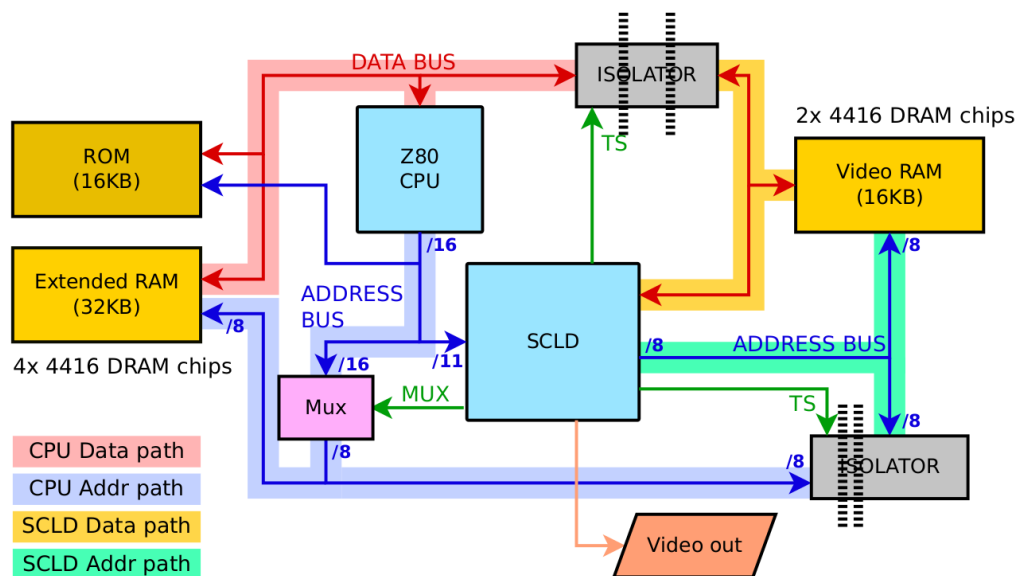 DATA BUS
ISOLATOR
TS
2x 4416 DRAM chips
ROM
(16KB)
Z80
CPU
Video RAM
(16KB)
/16
/8
Extended RAM
(32KB)
/8
4x 4416 DRAM chips
ADDRESS
BUS
/11
/16
SCLD
/8
ADDRESS BUS
Mux
MUX
TS
/8
/8
/8
ISOLATOR
CPU Data path
CPU Addr path
SCLD Data path
SCLD Addr path
Video out